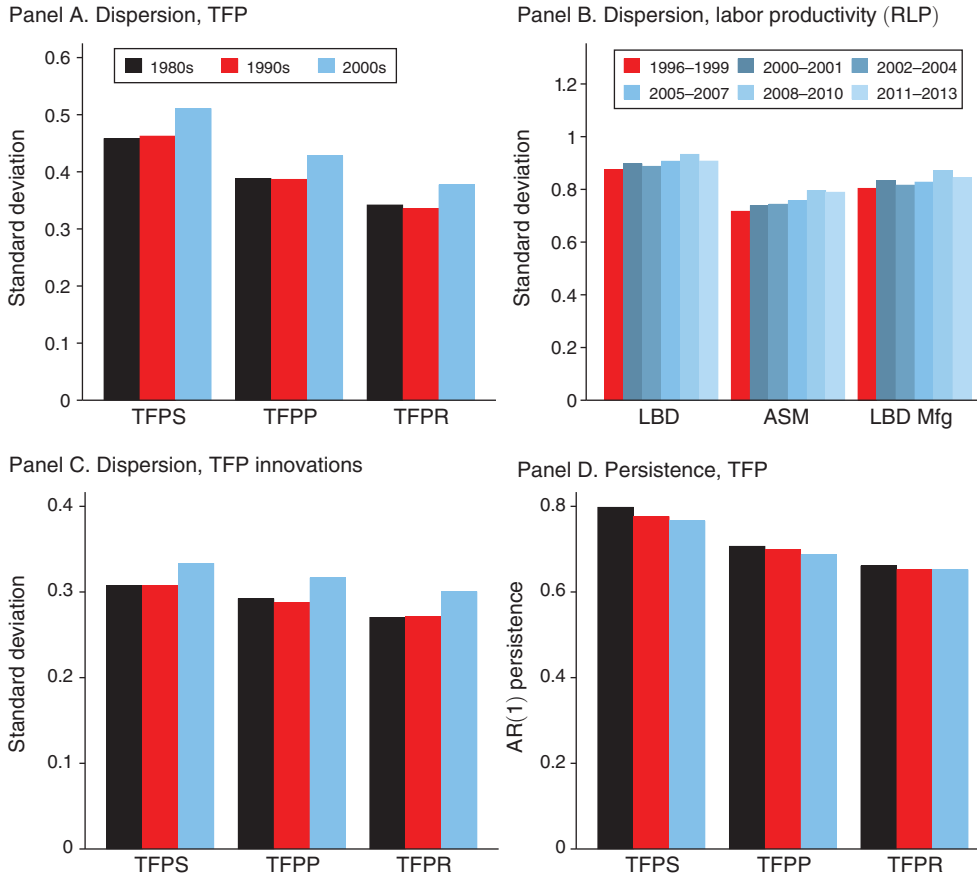 Panel A. Dispersion, TFP
0.6
0.5
0.4
0.3
0.2
0.1
0
Standard deviation
1980s 1990s 2000s
TFPS TFPP TFPR
Panel B. Dispersion, labor productivity (RLP)
1.2
1
0.8
0.6
0.4
0.2
0
Standard deviation
1996–1999 2000–2001 2002–2004
2005–2007 2008–2010 2011–2013
LBD ASM LBD Mfg
Panel C. Dispersion, TFP innovations
0.4
0.3
0.2
0.1
0
Standard deviation
TFPS TFPP TFPR
Panel D. Persistence, TFP
0.8
0.6
0.4
0.2
0
AR(1) persistence
TFPS TFPP TFPR